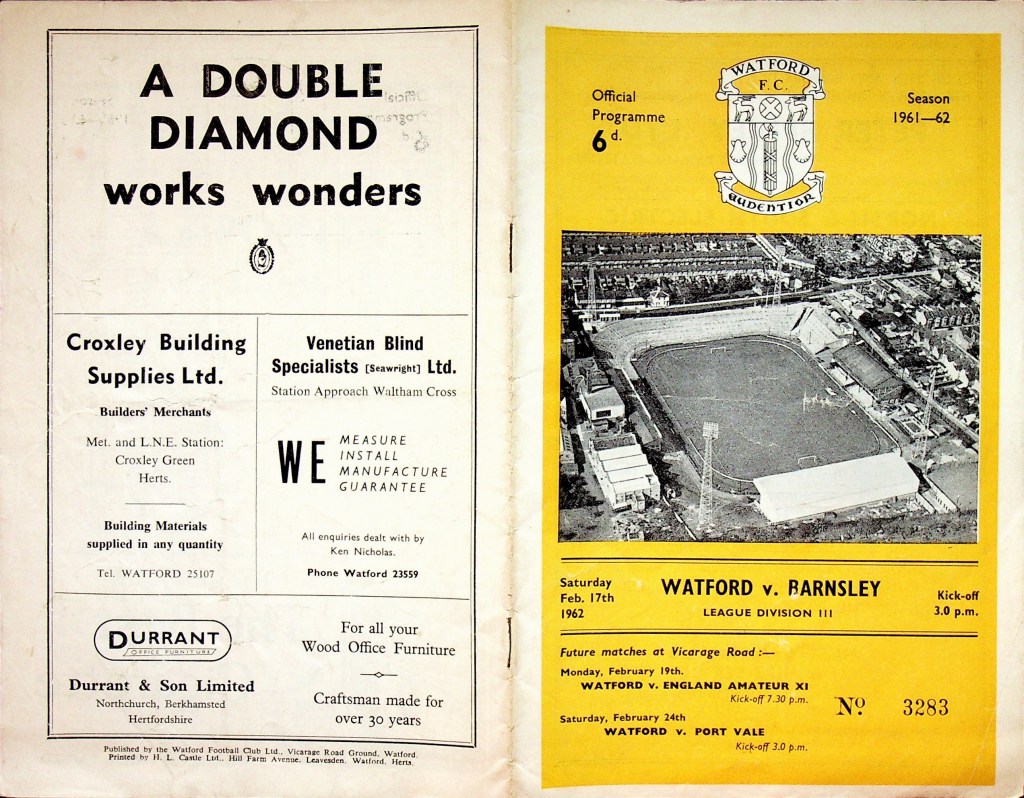 A DOUBLE
DIAMOND
works wonders
Croxley Building
Supplies Ltd.
Builders' Merchants
Met. and L.N.E. Station:
Croxley Green
Herts.
Building Materials
supplied in any quantity
Tel. WATFORD 25107
Venetian Blind
Specialists [Seawright] Ltd.
Station Approach Waltham Cross
WE
MEASURE
INSTALL
MANUFACTURE
GUARANTEE
All enquiries dealt with by
Ken Nicholas.
Phone Watford 23559
DURRANT
OFFICE FURNITURE
Durrant & Son Limited
Northchurch, Berkhamsted
Hertfordshire
For all your
Wood Office Furniture
Craftsman made for
over 30 years
Published by the Watford Football Club Ltd., Vicarage Road Ground, Watford.
Printed by H. L. Castle Ltd., Hill Farm Avenue, Leavesden, Watford, Herts.
Official
Programme
6d.
WATFORD
F.C.
AUDENTIOR
Season
1961—62
Saturday
Feb. 17th
1962
WATFORD v. BARNSLEY
LEAGUE DIVISION III
Kick-off
3.0 p.m.
Future matches at Vicarage Road :—
Monday, February 19th.
WATFORD v. ENGLAND AMATEUR XI
Kick-off 7.30 p.m.
Saturday, February 24th
WATFORD v. PORT VALE
Kick-off 3.0 p.m.
Nº 3283